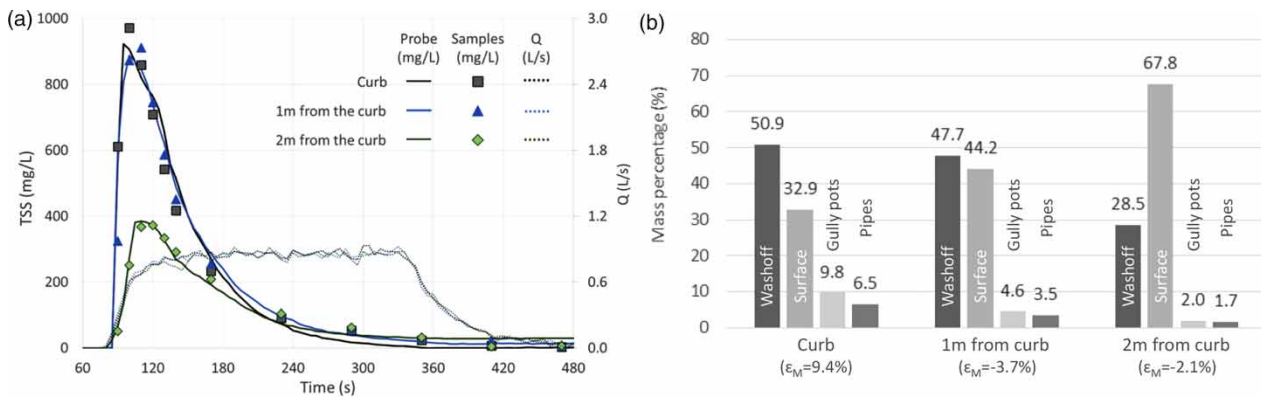 (a)
1000
800
600
400
200
0
TSS (mg/L)
60 120 180 240 300 360 420 480
Time (s)
3.0
2.4
1.8
1.2
0.6
0.0
Q (L/s)
Probe Samples Q
(mg/L) (mg/L) (L/s)
Curb
1m from the curb
2m from the curb
(b)
80
70
60
50
40
30
20
10
0
Mass percentage (%)
50.9 32.9 9.8 6.5
Washoff Surface Gully pots Pipes
47.7 44.2 4.6 3.5
Washoff Surface Gully pots Pipes
28.5 67.8 2.0 1.7
Washoff Surface Gully pots Pipes
Curb 1m from curb 2m from curb
(εM=9.4%) (εM=-3.7%) (εM=-2.1%)